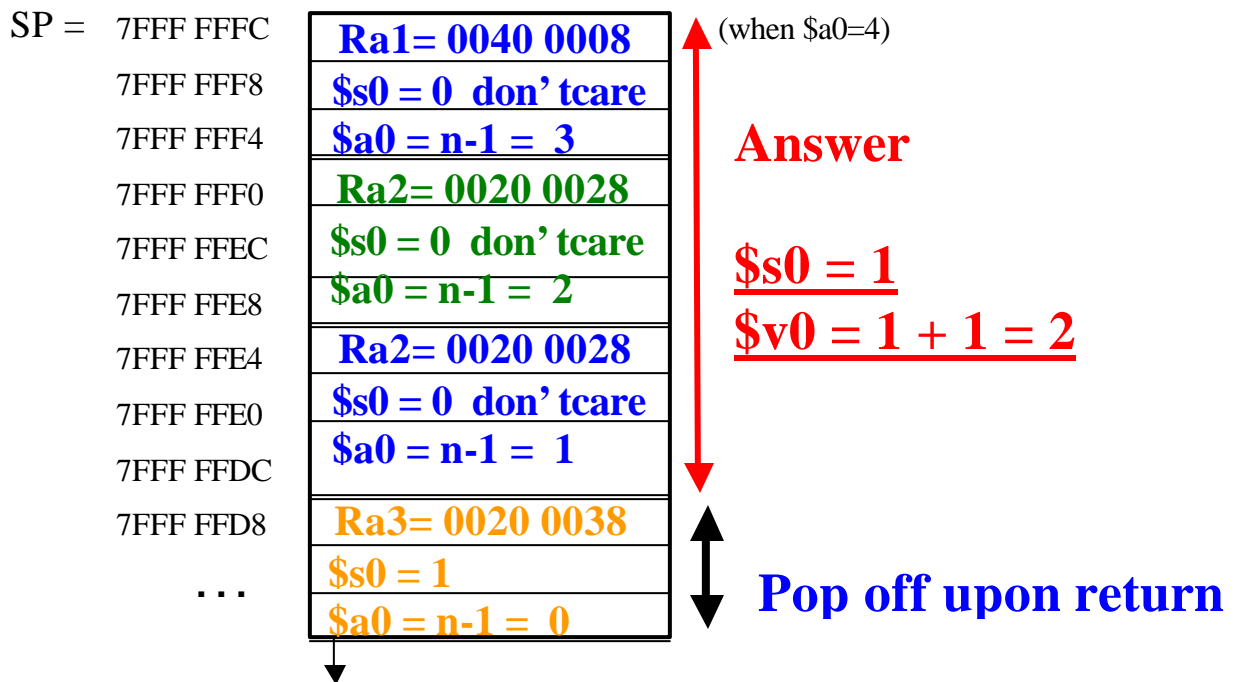 SP = 7FFF FFFC Ra1= 0040 0008 (when $a0=4)
7FFF FFF8 $s0 = 0 don' tcare
7FFF FFF4 $a0 = n-1 = 3
Answer
7FFF FFF0 Ra2= 0020 0028
7FFF FFEC $s0 = 0 don' tcare
$s0 = 1
7FFF FFE8 $a0 = n-1 = 2
$v0 = 1 + 1 = 2
7FFF FFE4 Ra2= 0020 0028
7FFF FFE0 $s0 = 0 don' tcare
7FFF FFDC $a0 = n-1 = 1
7FFF FFD8 Ra3= 0020 0038
... $s0 = 1
Pop off upon return
$a0 = n-1 = 0